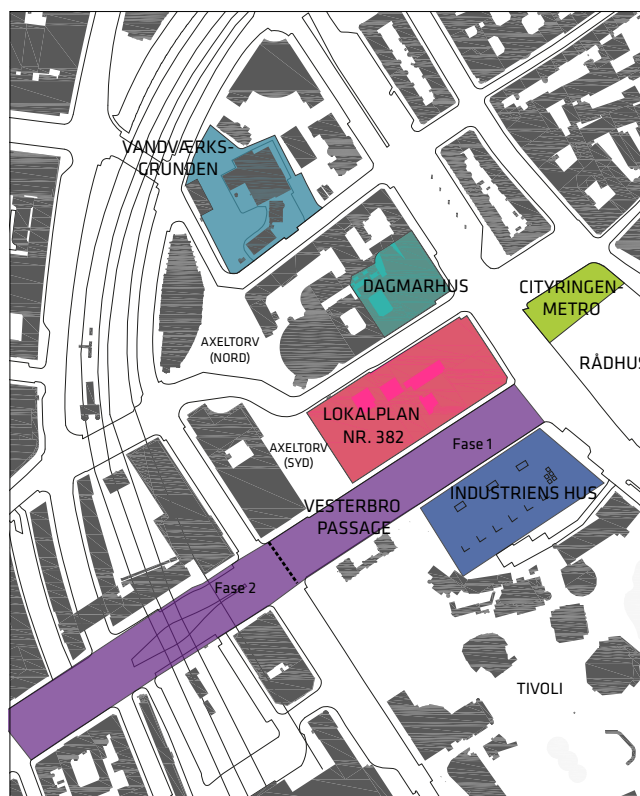 VANDVÆRKS-
GRUNDEN
DAGMARHUS
CITYRINGEN-
METRO
AXELTORV
(NORD)
RÅDHUS
LOKALPLAN
NR. 382
Fase 1
AXELTORV
(SYD)
INDUSTRIENS HUS
VESTERBRO
PASSAGE
Fase 2
TIVOLI